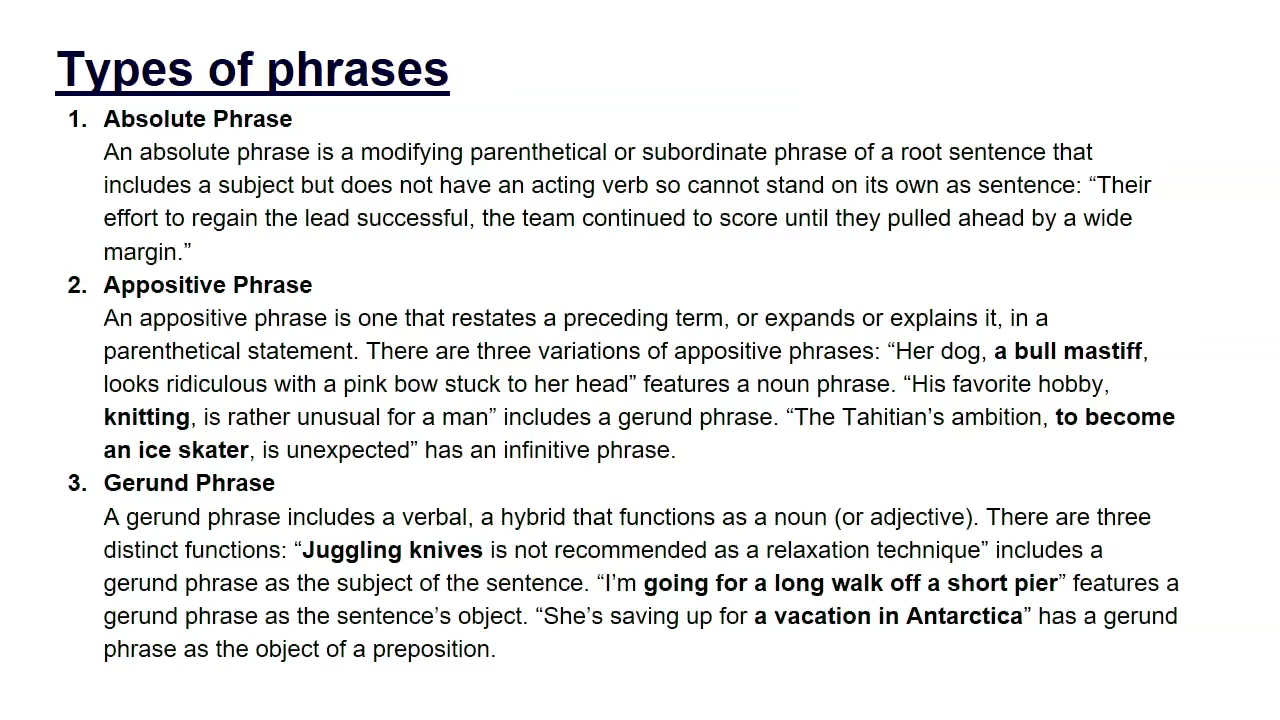 Types of phrases
1. Absolute Phrase
An absolute phrase is a modifying parenthetical or subordinate phrase of a root sentence that
includes a subject but does not have an acting verb so cannot stand on its own as sentence: “Their
effort to regain the lead successful, the team continued to score until they pulled ahead by a wide
margin.”
2. Appositive Phrase
An appositive phrase is one that restates a preceding term, or expands or explains it, in a
parenthetical statement. There are three variations of appositive phrases: “Her dog, a bull mastiff,
looks ridiculous with a pink bow stuck to her head” features a noun phrase. “His favorite hobby,
knitting, is rather unusual for a man” includes a gerund phrase. “The Tahitian’s ambition, to become
an ice skater, is unexpected” has an infinitive phrase.
3. Gerund Phrase
A gerund phrase includes a verbal, a hybrid that functions as a noun (or adjective). There are three
distinct functions: “Juggling knives is not recommended as a relaxation technique” includes a
gerund phrase as the subject of the sentence. “I’m going for a long walk off a short pier” features a
gerund phrase as the sentence’s object. “She’s saving up for a vacation in Antarctica” has a gerund
phrase as the object of a preposition.